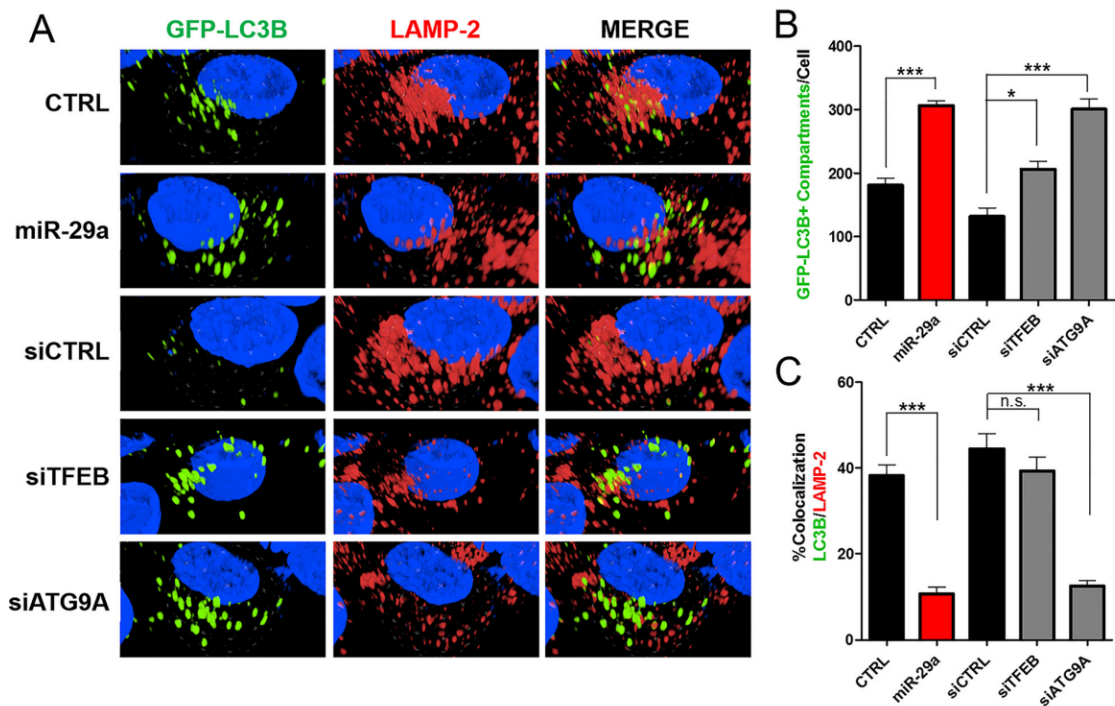 A
GFP-LC3B LAMP-2 MERGE
CTRL
miR-29a
siCTRL
siTFEB
siATG9A
B
GFP-LC3B+ Compartments/Cell
400
300
200
100
0
***
***
*
CTRL
miR-29a
siCTRL
siTFEB
siATG9A
C
%Colocalization
LC3B/LAMP-2
60
40
20
0
***
***
n.s.
CTRL
miR-29a
siCTRL
siTFEB
siATG9A